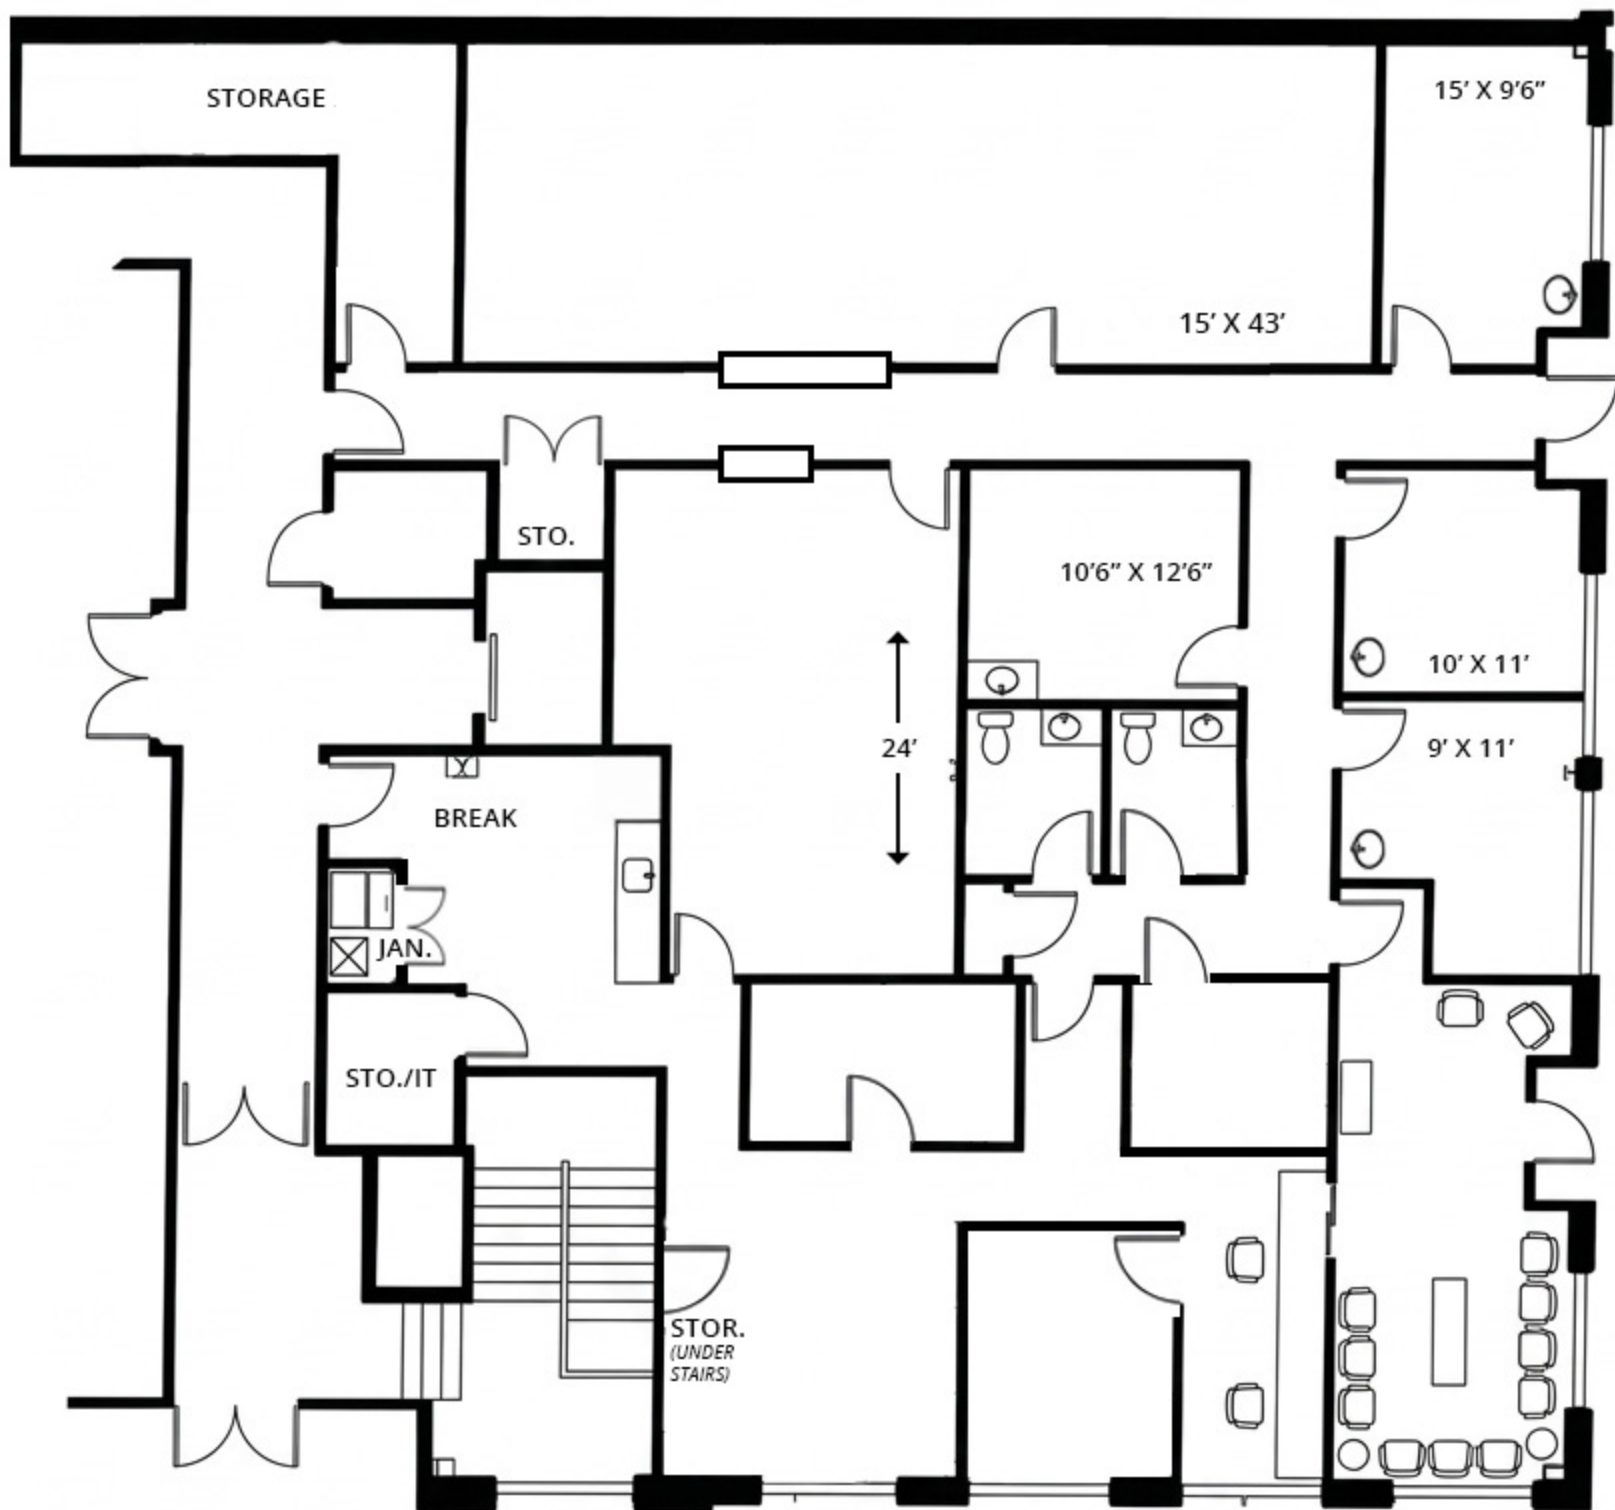 STORAGE
15’ X 9’6”
15’ X 43’
STO.
10’6” X 12’6”
10’ X 11’
24’
9’ X 11’
BREAK
JAN.
STO./IT
STOR.
(UNDER
STAIRS)